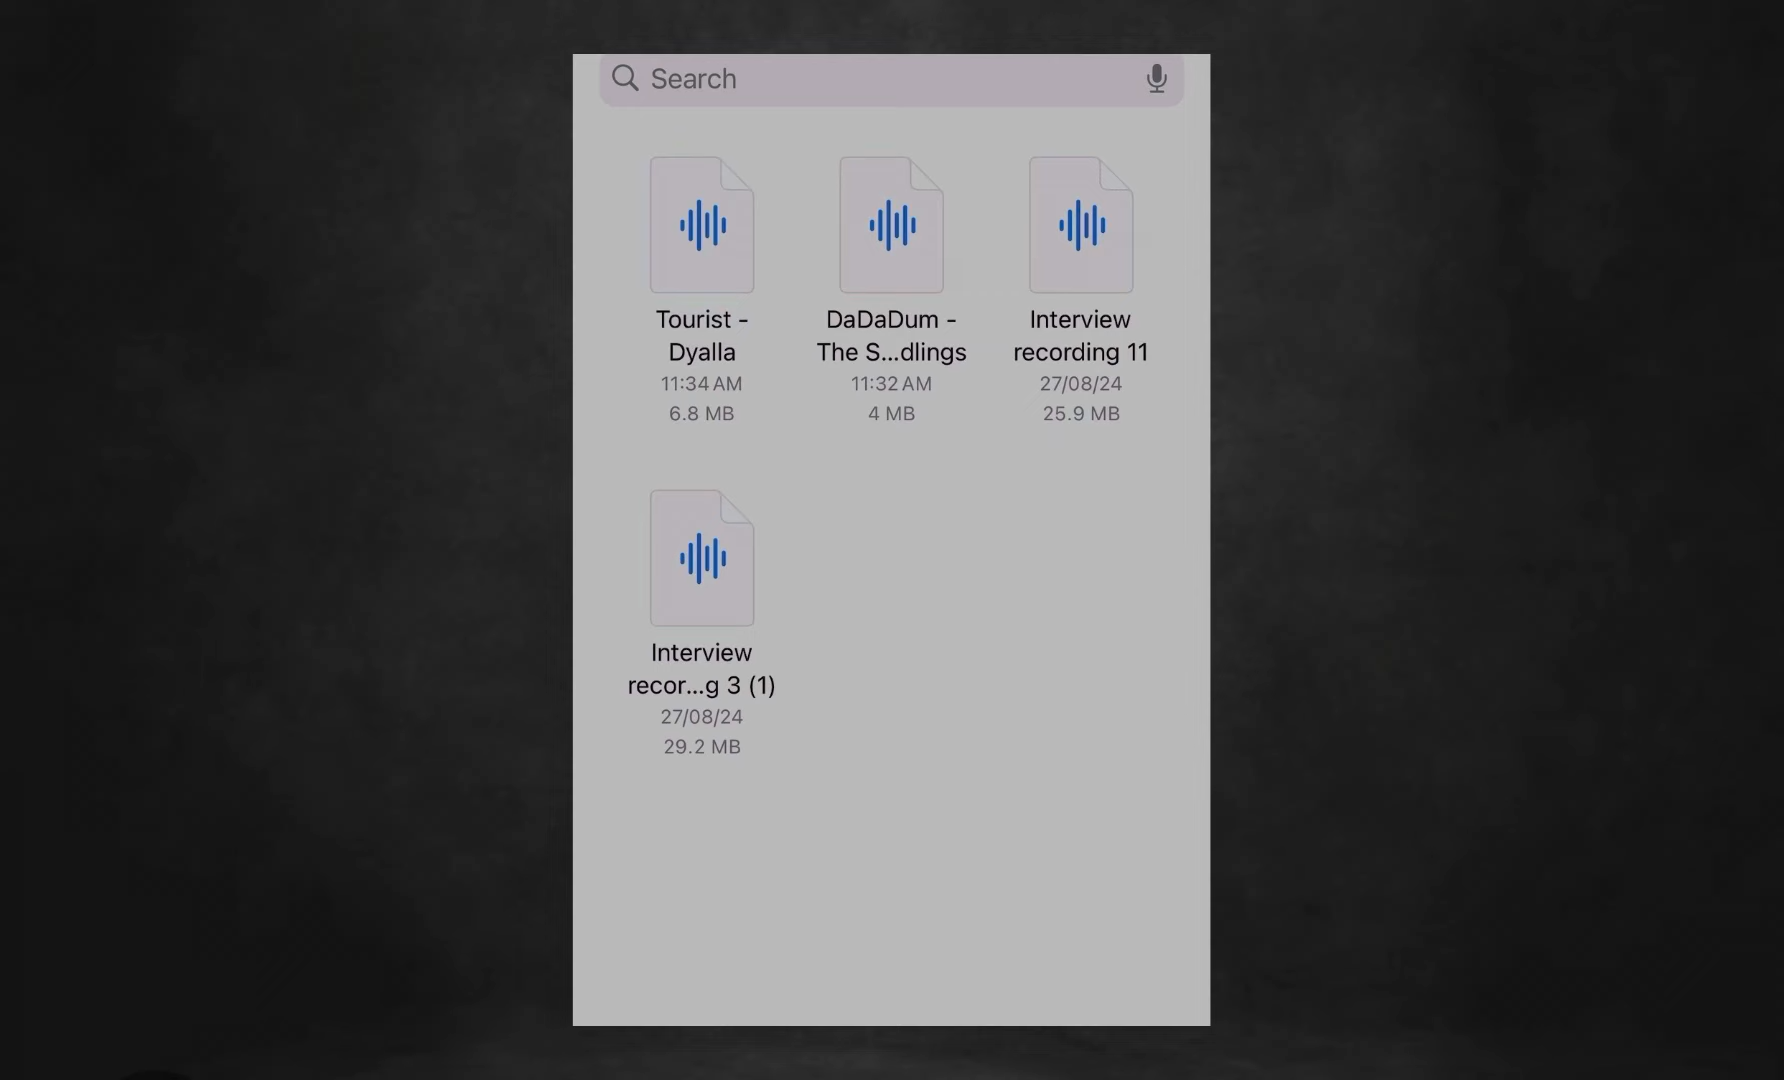 Search
Tourist -
Dyalla
11:34 AM
6.8 MB
DaDaDum -
The S...dlings
11:32 AM
4 MB
Interview
recording 11
27/08/24
25.9 MB
Interview
recor...g 3 (1)
27/08/24
29.2 MB